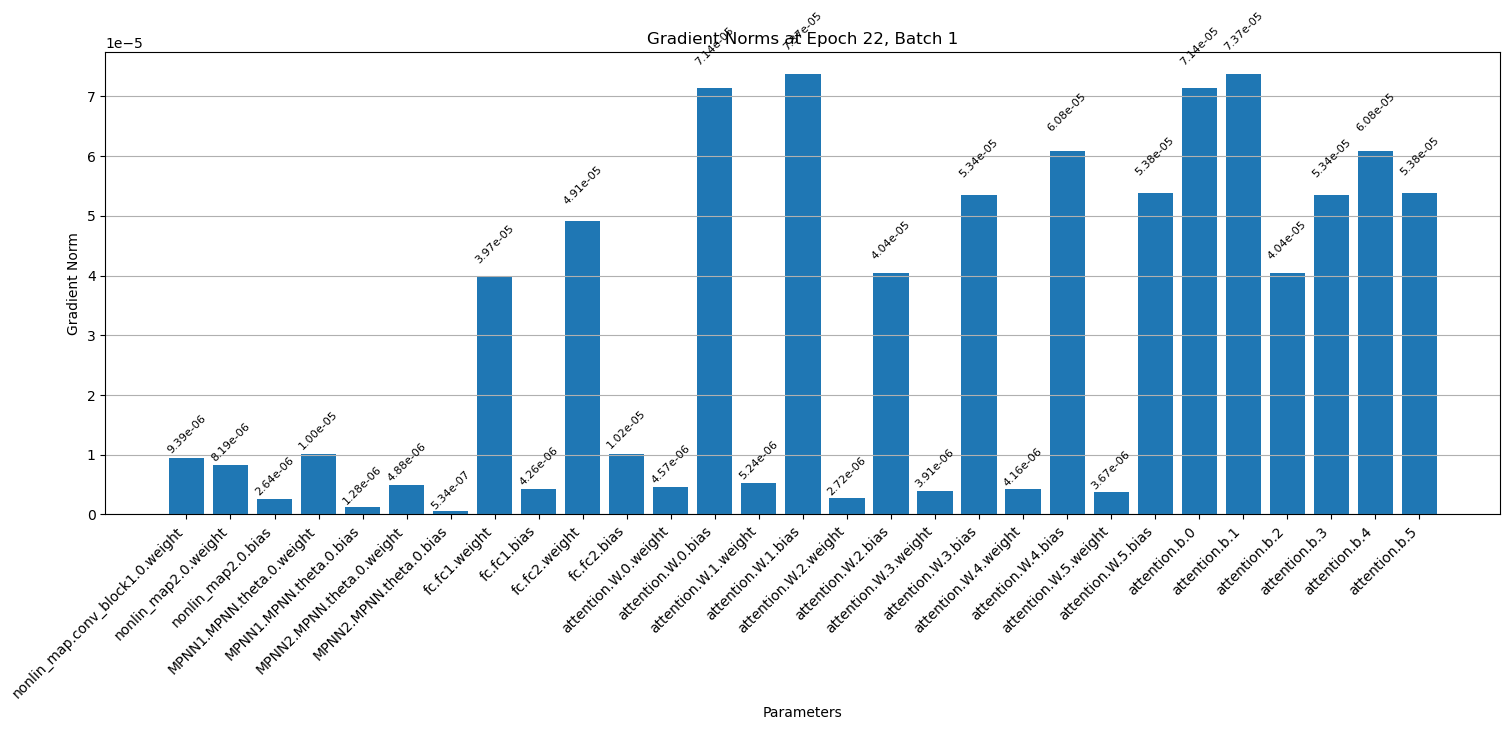 Gradient Norms at Epoch 22, Batch 1
1e−5
Gradient Norm
7
6
5
4
3
2
1
0
9.39e-06
8.19e-06
2.64e-06
1.00e-05
1.28e-06
4.88e-06
5.34e-07
3.97e-05
4.26e-06
4.91e-05
1.02e-05
4.57e-06
7.14e-05
5.24e-06
7.37e-05
2.72e-06
4.04e-05
3.91e-06
5.34e-05
4.16e-06
6.08e-05
3.67e-06
5.38e-05
7.14e-05
7.37e-05
4.04e-05
5.34e-05
6.08e-05
5.38e-05
nonlin_map.conv_block1.0.weight
nonlin_map2.0.weight
nonlin_map2.0.bias
MPNN1.MPNN.theta.0.weight
MPNN1.MPNN.theta.0.bias
MPNN2.MPNN.theta.0.weight
MPNN2.MPNN.theta.0.bias
fc.fc1.weight
fc.fc1.bias
fc.fc2.weight
fc.fc2.bias
attention.W.0.weight
attention.W.0.bias
attention.W.1.weight
attention.W.1.bias
attention.W.2.weight
attention.W.2.bias
attention.W.3.weight
attention.W.3.bias
attention.W.4.weight
attention.W.4.bias
attention.W.5.weight
attention.W.5.bias
attention.b.0
attention.b.1
attention.b.2
attention.b.3
attention.b.4
attention.b.5
Parameters